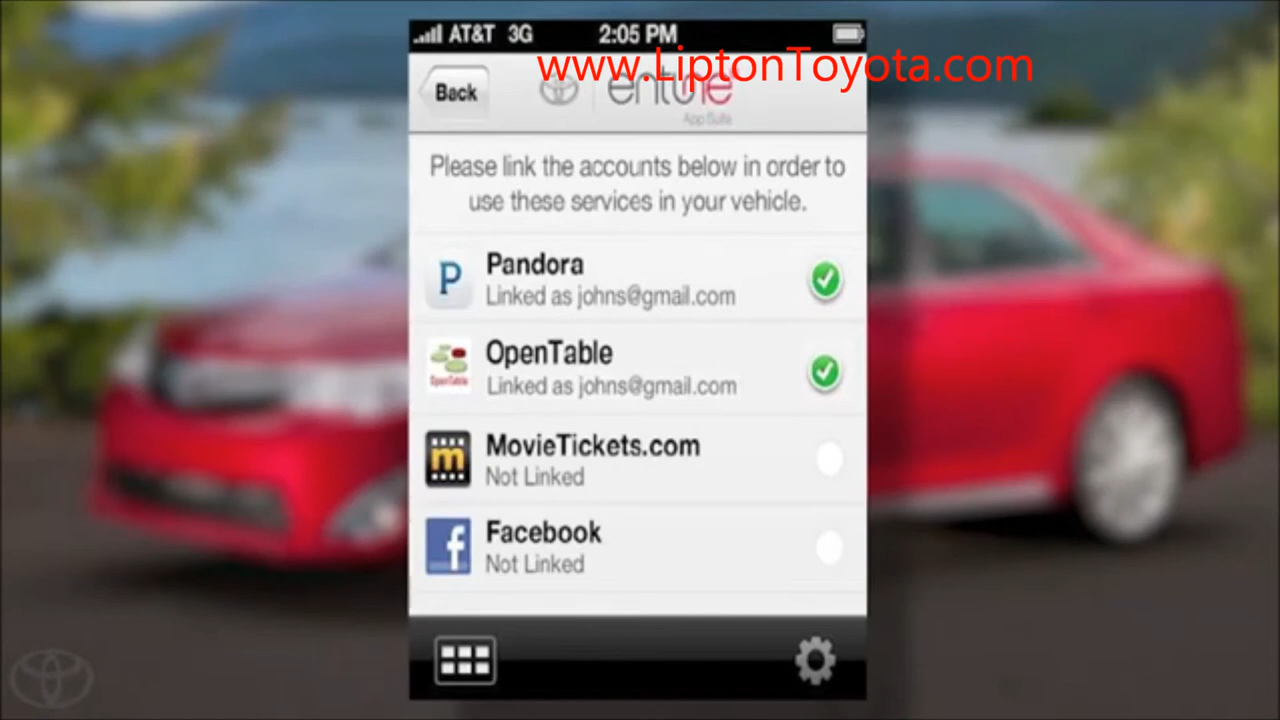 AT&T 3G 2:05 PM
www.LiptonToyota.com
Back
entune
App Suite
Please link the accounts below in order to
use these services in your vehicle.
P
Pandora
Linked as johns@gmail.com
OpenTable
OpenTable
Linked as johns@gmail.com
m
MovieTickets.com
Not Linked
f
Facebook
Not Linked